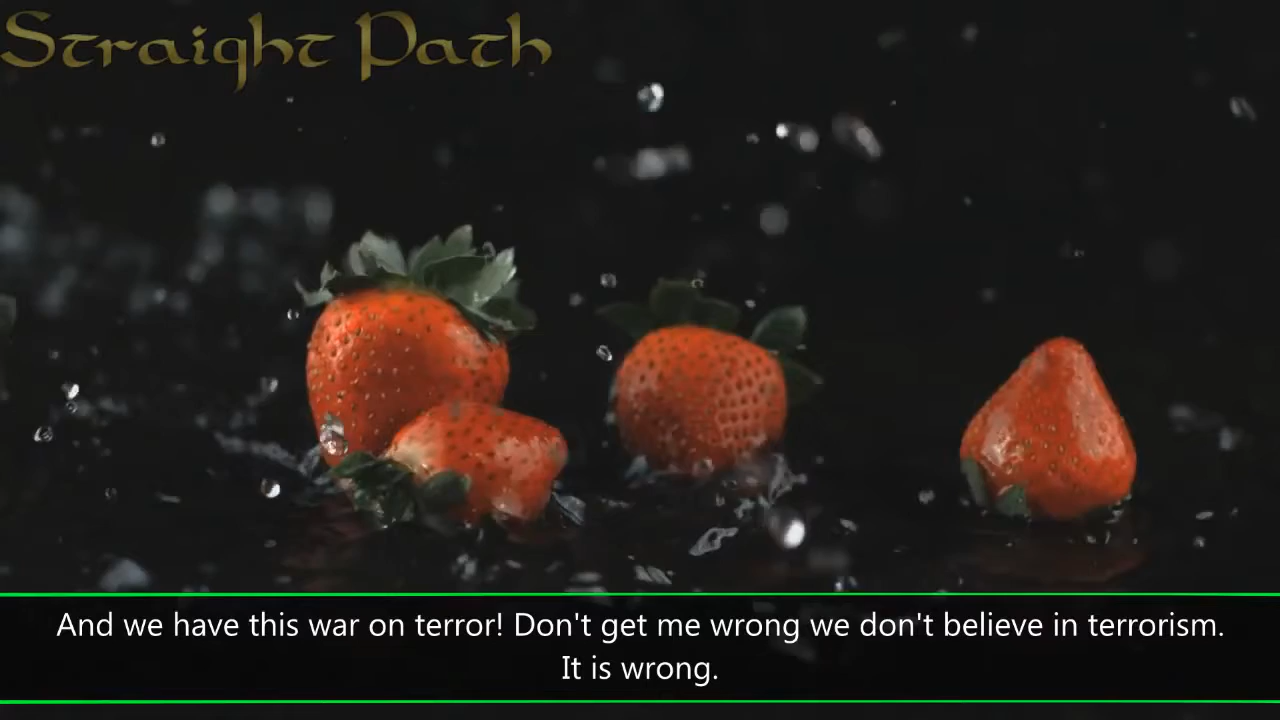 Straight Path
And we have this war on terror! Don't get me wrong we don't believe in terrorism.
It is wrong.